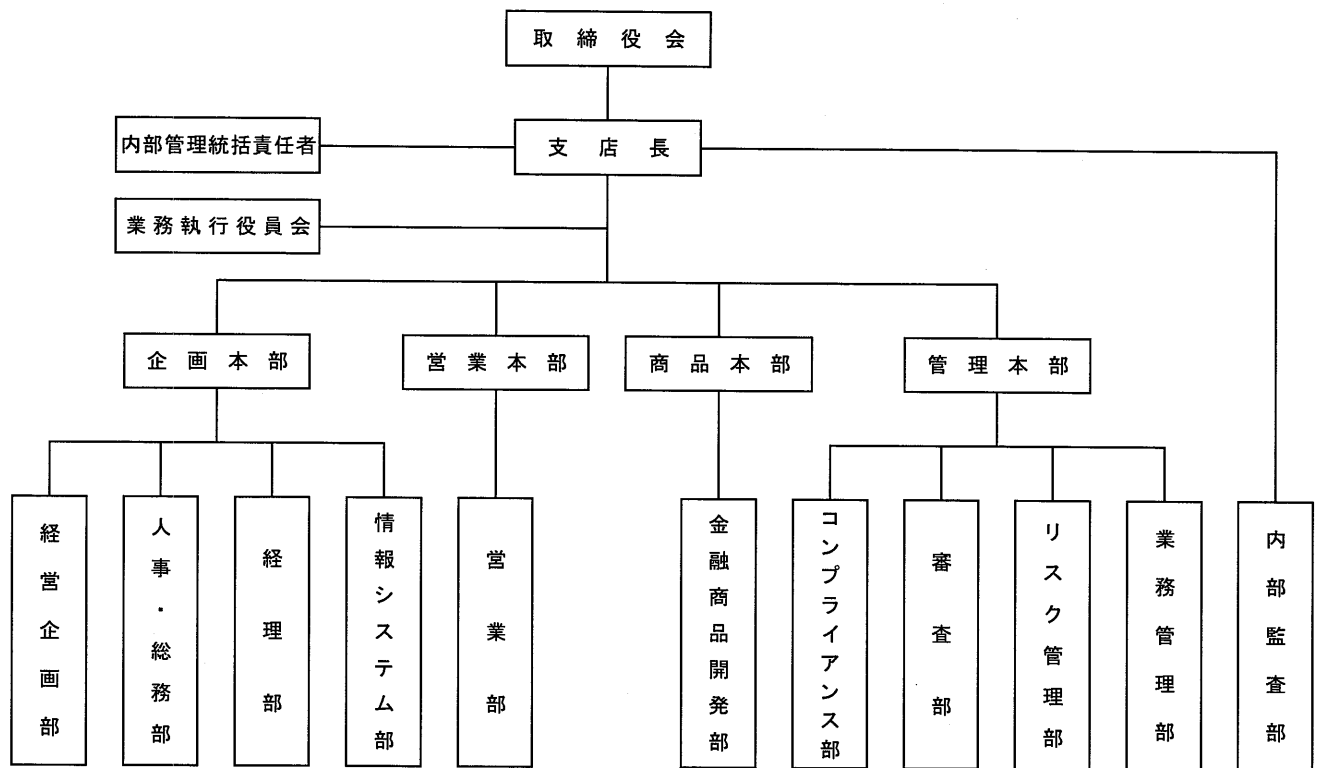 取締役会
内部管理統括責任者
支店長
業務執行役員会
企画本部
営業本部
商品本部
管理本部
経営企画部
人事・総務部
経理部
情報システム部
営業部
金融商品開発部
コンプライアンス部
審査部
リスク管理部
業務管理部
内部監査部